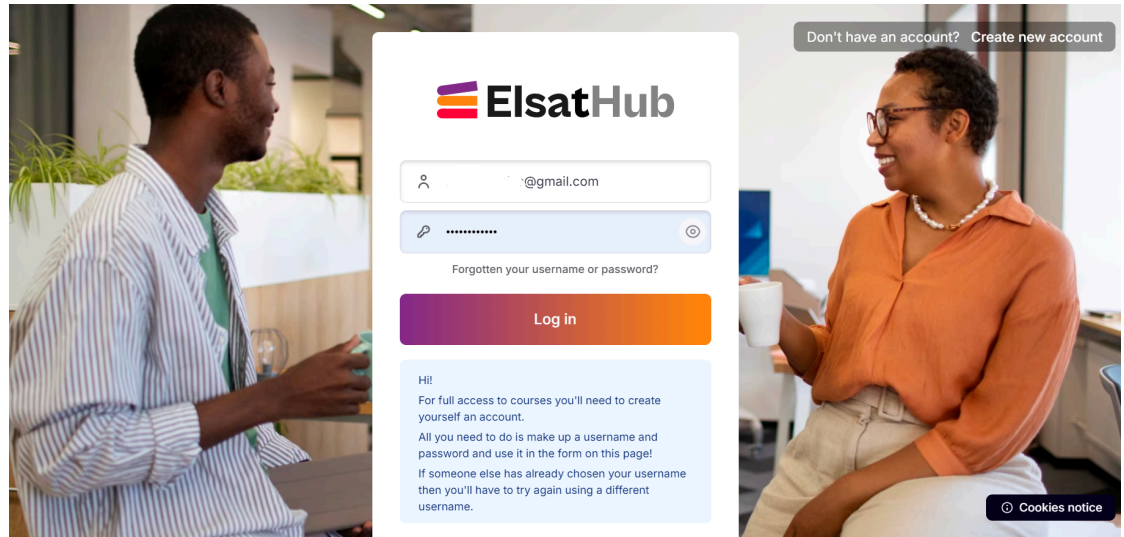 Don't have an account? Create new account
ElsatHub
@gmail.com
••••••••••••
Forgotten your username or password?
Log in
Hi!
For full access to courses you'll need to create
yourself an account.
All you need to do is make up a username and
password and use it in the form on this page!
If someone else has already chosen your username
then you'll have to try again using a different
username.
Cookies notice